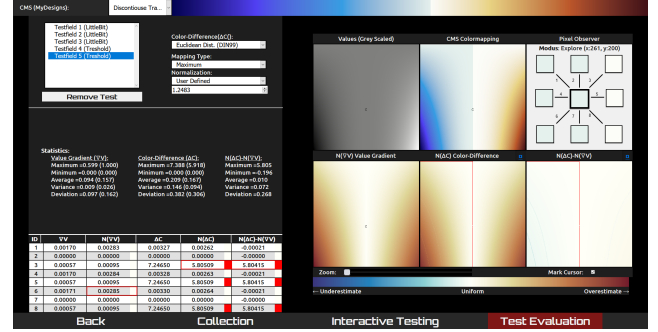 CMS (MyDesigns):
Discontiouse Tra...
Testfield 1 (LittleBit)
Testfield 2 (LittleBit)
Testfield 3 (LittleBit)
Testfield 4 (Treshold)
Testfield 5 (Treshold)
Remove Test
Color-Difference(ΔC):
Euclidean Dist. (DIN99)
Mapping Type:
Maximum
Normalization:
User Defined
1.2483
Statistics:
Value Gradient (∇V):
Maximum=0.599 (1.000)
Minimum=0.000 (0.000)
Average=0.094 (0.157)
Variance=0.009 (0.026)
Deviation=0.097 (0.162)
Color-Difference (ΔC):
Maximum=7.388 (5.918)
Minimum=0.000 (0.000)
Average=0.209 (0.167)
Variance=0.146 (0.094)
Deviation=0.382 (0.306)
N(ΔC)-N(∇V):
Maximum=5.805
Minimum=-0.196
Average=0.010
Variance=0.072
Deviation=0.268
ID ∇V N(∇V) ΔC N(ΔC) N(ΔC)-N(∇V)
1 0.00170 0.00283 0.00327 0.00262 -0.00021
2 0.00000 0.00000 0.00000 0.00000 0.00000
3 0.00057 0.00095 7.24650 5.80509 5.80415
4 0.00170 0.00284 0.00328 0.00263 -0.00021
5 0.00057 0.00095 7.24650 5.80509 5.80415
6 0.00171 0.00285 0.00330 0.00264 -0.00021
7 0.00000 0.00000 0.00000 0.00000 0.00000
8 0.00057 0.00095 7.24650 5.80509 5.80415
Values (Grey Scaled)
CMS Colormapping
Pixel Observer
Modus: Explore (x:261, y:200)
1 2 3
4 5
6 7 8
N(∇V) Value Gradient
N(ΔC) Color-Difference
N(ΔC)-N(∇V)
Zoom:
Mark Cursor:
← Underestimate Uniform Overestimate →
Back
Collection
Interactive Testing
Test Evaluation